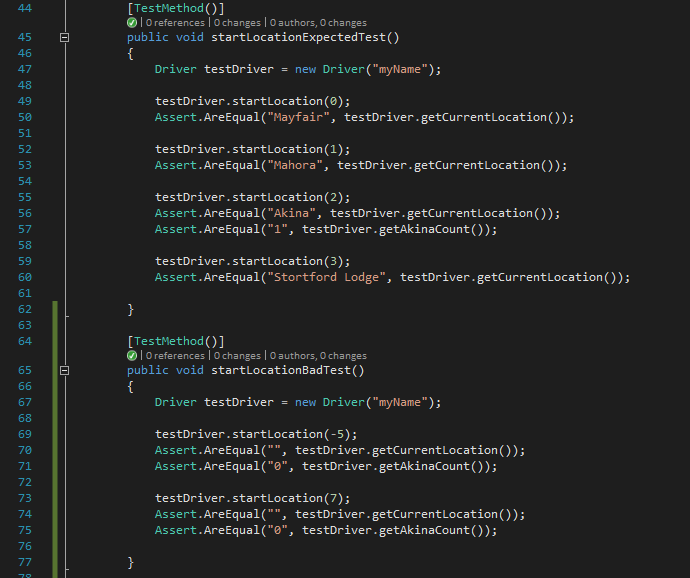 44 [TestMethod()]
| 0 references | 0 changes | 0 authors, 0 changes
45 public void startLocationExpectedTest()
46 {
47 Driver testDriver = new Driver("myName");
48
49 testDriver.startLocation(0);
50 Assert.AreEqual("Mayfair", testDriver.getCurrentLocation());
51
52 testDriver.startLocation(1);
53 Assert.AreEqual("Mahora", testDriver.getCurrentLocation());
54
55 testDriver.startLocation(2);
56 Assert.AreEqual("Akina", testDriver.getCurrentLocation());
57 Assert.AreEqual("1", testDriver.getAkinaCount());
58
59 testDriver.startLocation(3);
60 Assert.AreEqual("Stortford Lodge", testDriver.getCurrentLocation());
61
62 }
63
64 [TestMethod()]
| 0 references | 0 changes | 0 authors, 0 changes
65 public void startLocationBadTest()
66 {
67 Driver testDriver = new Driver("myName");
68
69 testDriver.startLocation(-5);
70 Assert.AreEqual("", testDriver.getCurrentLocation());
71 Assert.AreEqual("0", testDriver.getAkinaCount());
72
73 testDriver.startLocation(7);
74 Assert.AreEqual("", testDriver.getCurrentLocation());
75 Assert.AreEqual("0", testDriver.getAkinaCount());
76
77 }
78